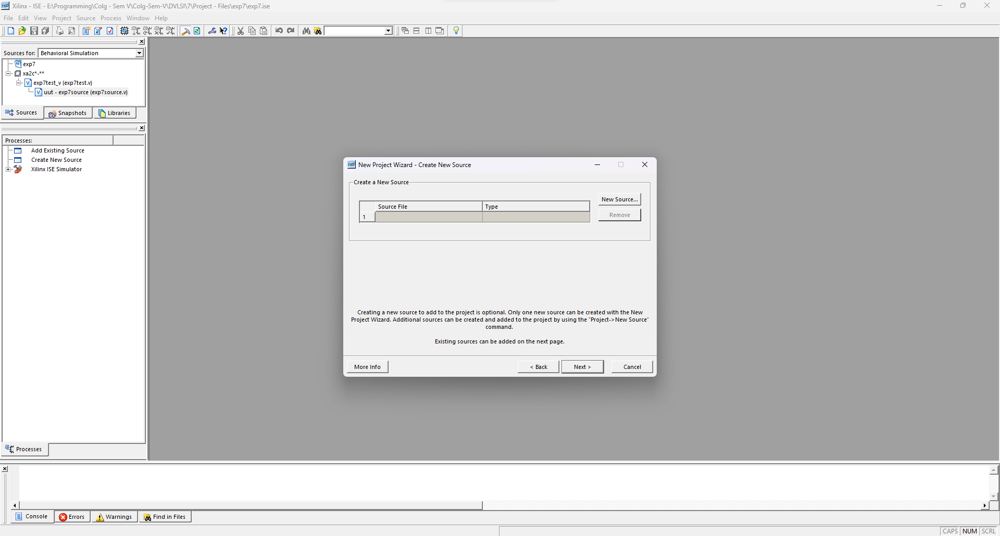 Xilinx - ISE - E:\Programming\Colg - Sem V\Colg-Sem-V\DVLSI\7\Project - Files\exp7\exp7.ise
File Edit View Project Source Process Window Help
Sources for: Behavioral Simulation
exp7
xa2c*-**
exp7test_v (exp7test.v)
uut - exp7source (exp7source.v)
Sources Snapshots Libraries
Processes:
Add Existing Source
Create New Source
Xilinx ISE Simulator
Processes
New Project Wizard - Create New Source
Create a New Source
Source File Type
1
New Source...
Remove
Creating a new source to add to the project is optional. Only one new source can be created with the New
Project Wizard. Additional sources can be created and added to the project by using the "Project->New Source"
command.
Existing sources can be added on the next page.
More Info < Back Next > Cancel
Console Errors Warnings Find in Files
CAPS NUM SCRL